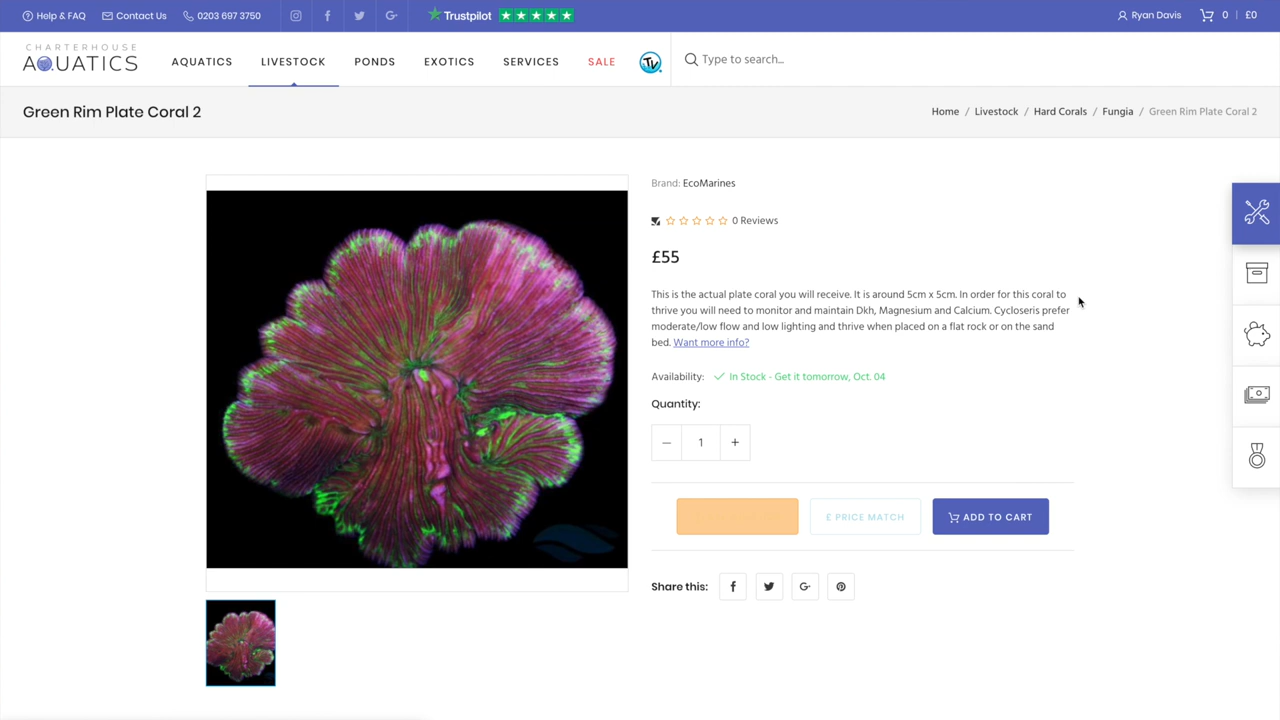 Help & FAQ
Contact Us
0203 697 3750
Trustpilot
Ryan Davis
0 | £0
CHARTERHOUSE
AQUATICS
AQUATICS
LIVESTOCK
PONDS
EXOTICS
SERVICES
SALE
TV
Type to search...
Green Rim Plate Coral 2
Home / Livestock / Hard Corals / Fungia / Green Rim Plate Coral 2
Brand: EcoMarines
0 Reviews
£55
This is the actual plate coral you will receive. It is around 5cm x 5cm. In order for this coral to
thrive you will need to monitor and maintain Dkh, Magnesium and Calcium. Cycloseris prefer
moderate/low flow and low lighting and thrive when placed on a flat rock or on the sand
bed. Want more info?
Availability: In Stock - Get it tomorrow, Oct. 04
Quantity:
– 1 +
£ PRICE MATCH
ADD TO CART
Share this: